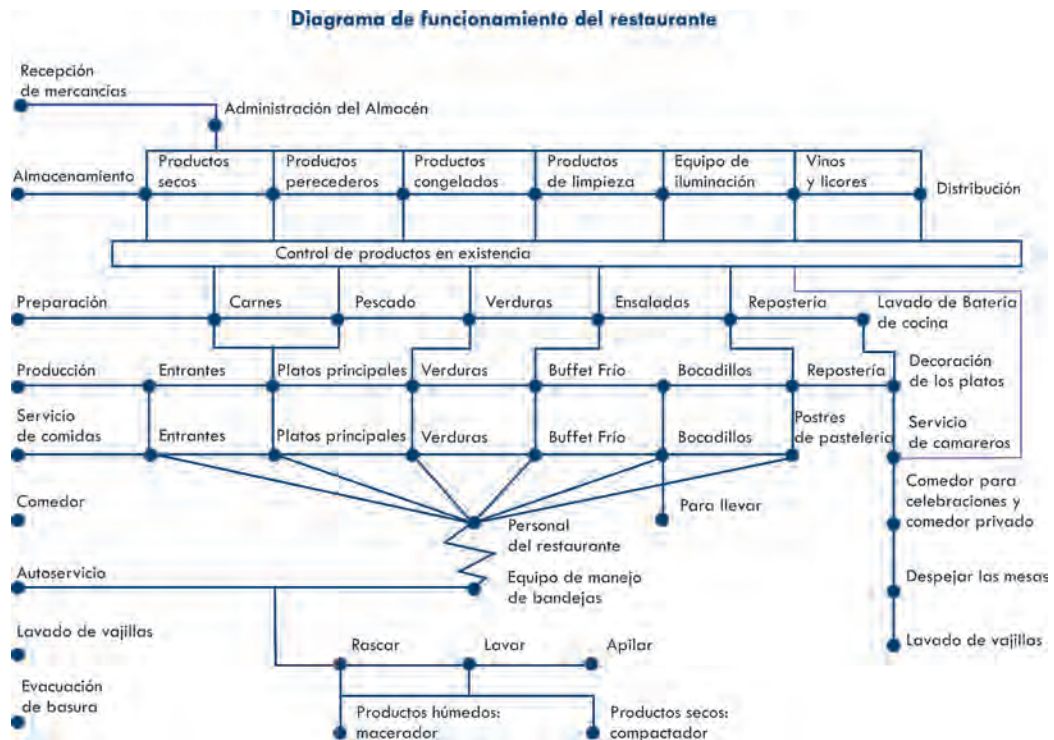 Diagrama de funcionamiento del restaurante
Recepción
de mercancías
Administración del Almacén
Almacenamiento
Productos
secos
Productos
perecederos
Productos
congelados
Productos
de limpieza
Equipo de
iluminación
Vinos
y licores
Distribución
Control de productos en existencia
Preparación
Carnes
Pescado
Verduras
Ensaladas
Repostería
Lavado de Batería
de cocina
Producción
Entrantes
Platos principales
Verduras
Buffet Frío
Bocadillos
Repostería
Decoración
de los platos
Servicio
de comidas
Entrantes
Platos principales
Verduras
Buffet Frío
Bocadillos
Postres
de pastelería
Servicio
de camareros
Comedor
Personal
del restaurante
Para llevar
Comedor para
celebraciones y
comedor privado
Autoservicio
Equipo de manejo
de bandejas
Despejar las mesas
Lavado de vajillas
Rascar
Lavar
Apilar
Lavado de vajillas
Evacuación
de basura
Productos húmedos:
macerador
Productos secos:
compactador